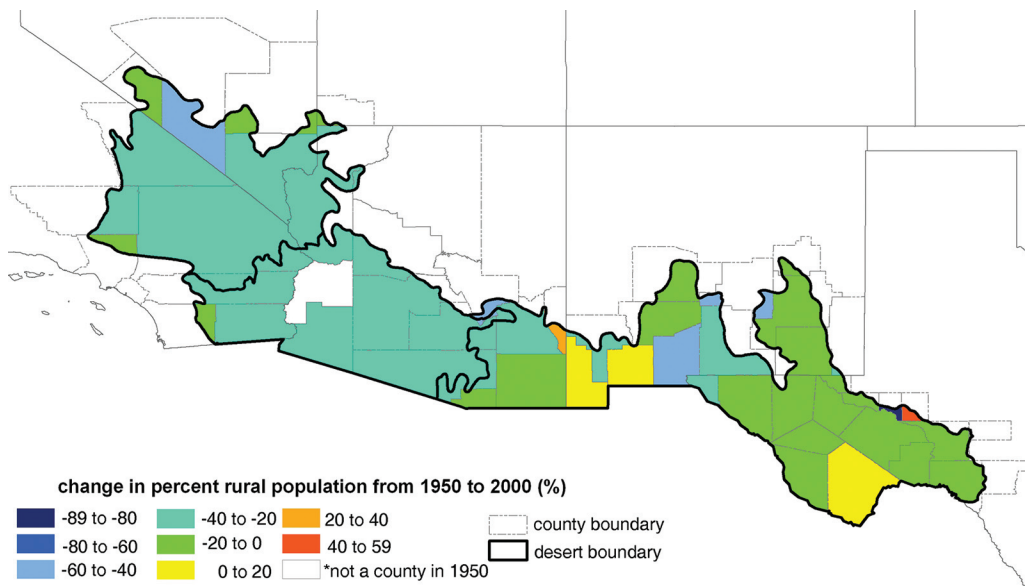 change in percent rural population from 1950 to 2000 (%)
-89 to -80
-40 to -20
20 to 40
county boundary
-80 to -60
-20 to 0
40 to 59
desert boundary
-60 to -40
0 to 20
*not a county in 1950